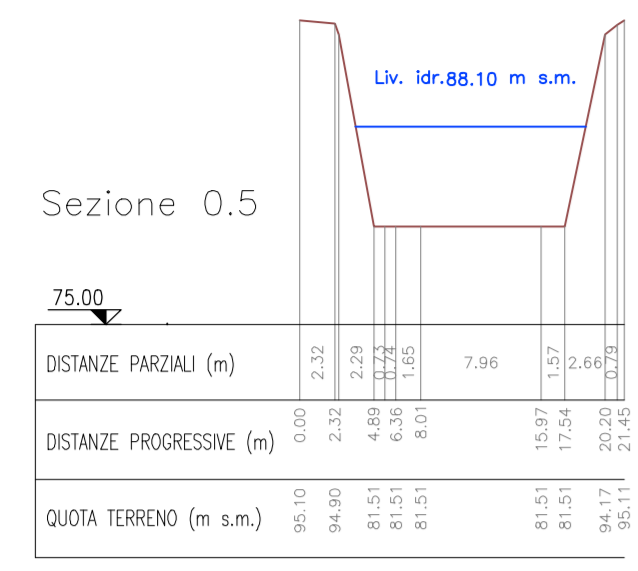 Liv. idr.88.10 m s.m.
Sezione 0.5
75.00
DISTANZE PARZIALI (m) 2.32 2.29 0.73 0.74 1.65 7.96 1.57 2.66 0.79
DISTANZE PROGRESSIVE (m) 0.00 2.32 4.89 6.36 8.01 15.97 17.54 20.20 21.45
QUOTA TERRENO (m s.m.) 95.10 94.90 81.51 81.51 81.51 81.51 81.51 94.17 95.11